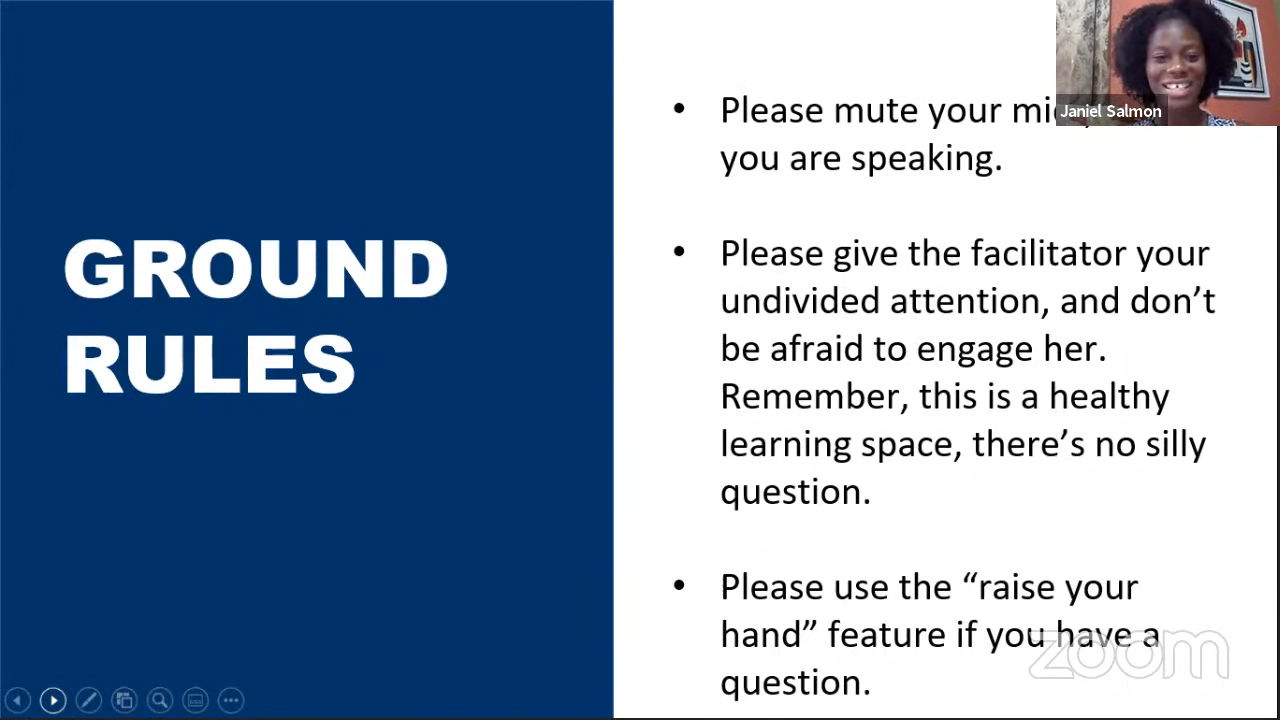 GROUND
RULES
Please mute your
you are speaking.
Please give the facilitator your
undivided attention, and don’t
be afraid to engage her.
Remember, this is a healthy
learning space, there’s no silly
question.
Please use the “raise your
hand” feature if you have a
question.
Janiel Salmon
zoom